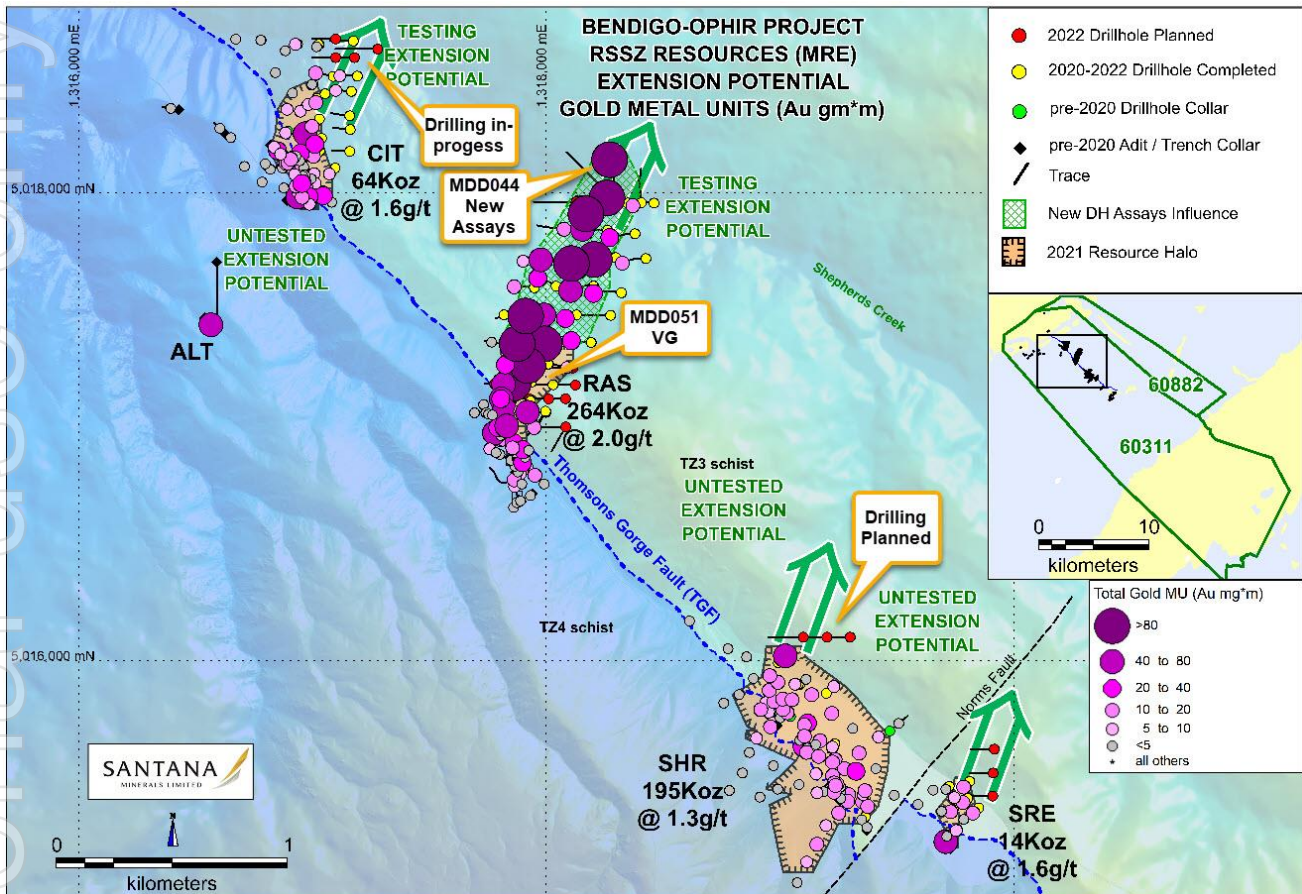 1,316,000 mE
1,318,000 mE
5,018,000 mN
5,016,000 mN
BENDIGO-OPHIR PROJECT
RSSZ RESOURCES (MRE)
EXTENSION POTENTIAL
GOLD METAL UNITS (Au gm*m)
TESTING
EXTENSION
POTENTIAL
Drilling in-
progess
CIT
64Koz
@ 1.6g/t
MDD044
New
Assays
TESTING
EXTENSION
POTENTIAL
UNTESTED
EXTENSION
POTENTIAL
ALT
Shepherds Creek
MDD051
VG
RAS
264Koz
@ 2.0g/t
Thomsons Gorge Fault (TGF)
TZ3 schist
UNTESTED
EXTENSION
POTENTIAL
Drilling
Planned
UNTESTED
EXTENSION
POTENTIAL
TZ4 schist
Norms Fault
SHR
195Koz
@ 1.3g/t
SRE
14Koz
@ 1.6g/t
SANTANA
MINERALS LIMITED
0 1
kilometers
2022 Drillhole Planned
2020-2022 Drillhole Completed
pre-2020 Drillhole Collar
pre-2020 Adit / Trench Collar
Trace
New DH Assays Influence
2021 Resource Halo
60882
60311
0 10
kilometers
Total Gold MU (Au mg*m)
>80
40 to 80
20 to 40
10 to 20
5 to 10
<5
all others